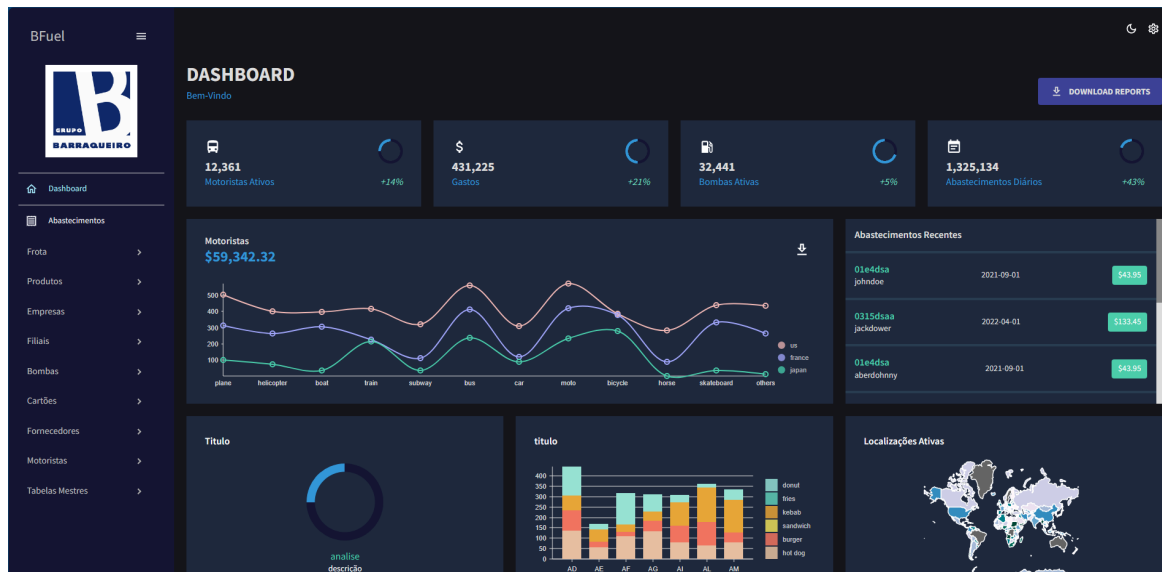 BFuel
GRUPO
BARRAQUEIRO
Dashboard
Abastecimentos
Frota
Produtos
Empresas
Filiais
Bombas
Cartões
Fornecedores
Motoristas
Tabelas Mestres
DASHBOARD
Bem-Vindo
DOWNLOAD REPORTS
12,361
Motoristas Ativos
+14%
431,225
Gastos
+21%
32,441
Bombas Ativas
+5%
1,325,134
Abastecimentos Diários
+43%
Motoristas
$59,342.32
500
400
300
200
100
plane helicopter boat train subway bus car moto bicycle horse skateboard others
us
france
japan
Abastecimentos Recentes
01e4dsa
johndoe
2021-09-01
$43.95
0315dsaa
jackdower
2022-04-01
$133.45
01e4dsa
aberdohnny
2021-09-01
$43.95
Titulo
analise
descrição
titulo
400
350
300
250
200
150
100
50
0
AD AE AF AG AI AL AM
donut
fries
kebab
sandwich
burger
hot dog
Localizações Ativas